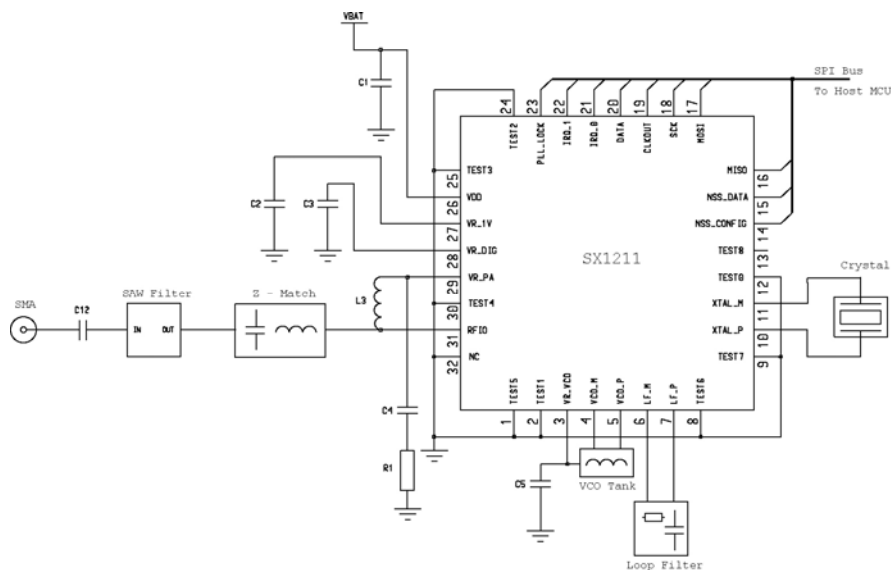 VBAT
C1
24 23 22 21 20 19 18 17
TEST2 PLL_LOCK IRQ_1 IRQ_0 DATA CLKOUT SCK MOSI
SPI Bus
To Host MCU
TEST3
25
VDD
26
VR_1V
27
VR_DIG
28
VR_PA
29
TEST4
30
RFIO
31
NC
32
C2
C3
SX1211
MISO
16
NSS_DATA
15
NSS_CONFIG
14
TEST8
13
TEST0
12
XTAL_M
11
XTAL_P
10
TEST7
9
Crystal
SMA
C12
SAW Filter
IN OUT
Z - Match
L3
C4
R1
TEST5 TEST1 VR_VCO VCO_M VCO_P LF_M LF_P TEST6
1 2 3 4 5 6 7 8
C5
VCO Tank
Loop Filter